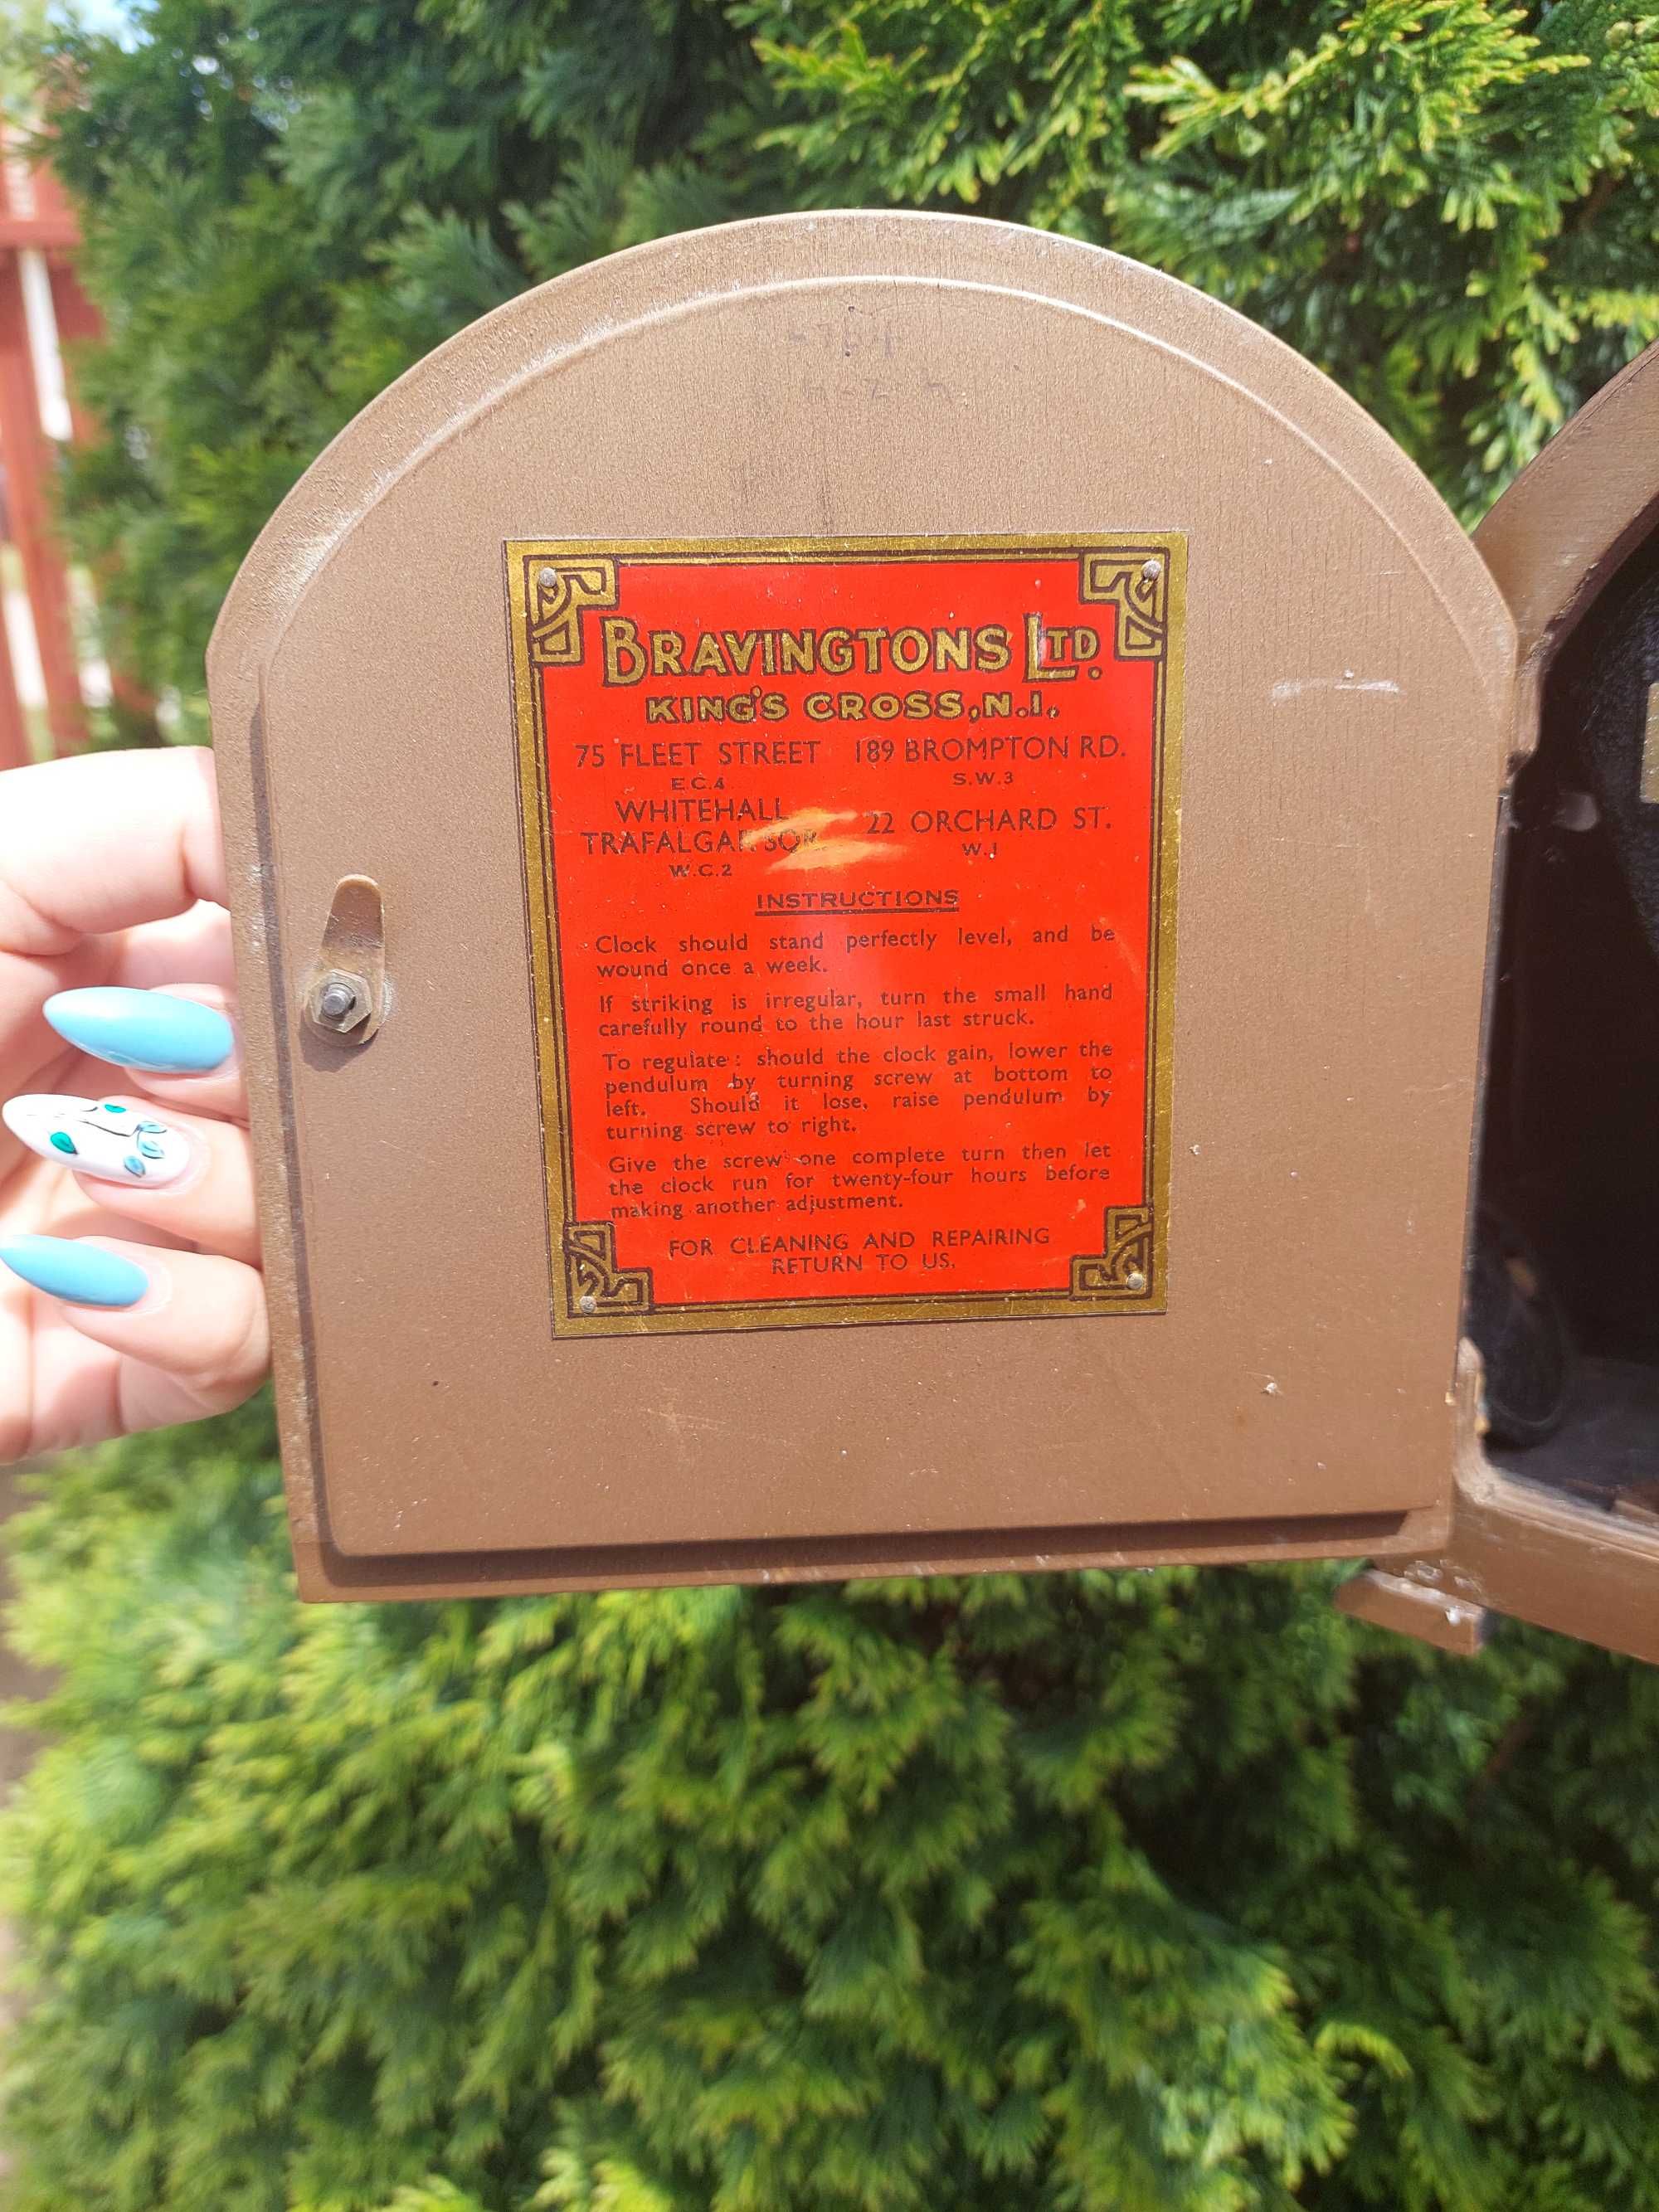 BRAVINGTONS LTD.
KING'S CROSS, N.1.
75 FLEET STREET 189 BROMPTON RD.
E.C.4 S.W.3
WHITEHALL
TRAFALGAR SQR. 22 ORCHARD ST.
W.C.2 W.1
INSTRUCTIONS
Clock should stand perfectly level, and be
wound once a week.
If striking is irregular, turn the small hand
carefully round to the hour last struck.
To regulate : should the clock gain, lower the
pendulum by turning screw at bottom to
left. Should it lose, raise pendulum by
turning screw to right.
Give the screw one complete turn then let
the clock run for twenty-four hours before
making another adjustment.
FOR CLEANING AND REPAIRING
RETURN TO US.